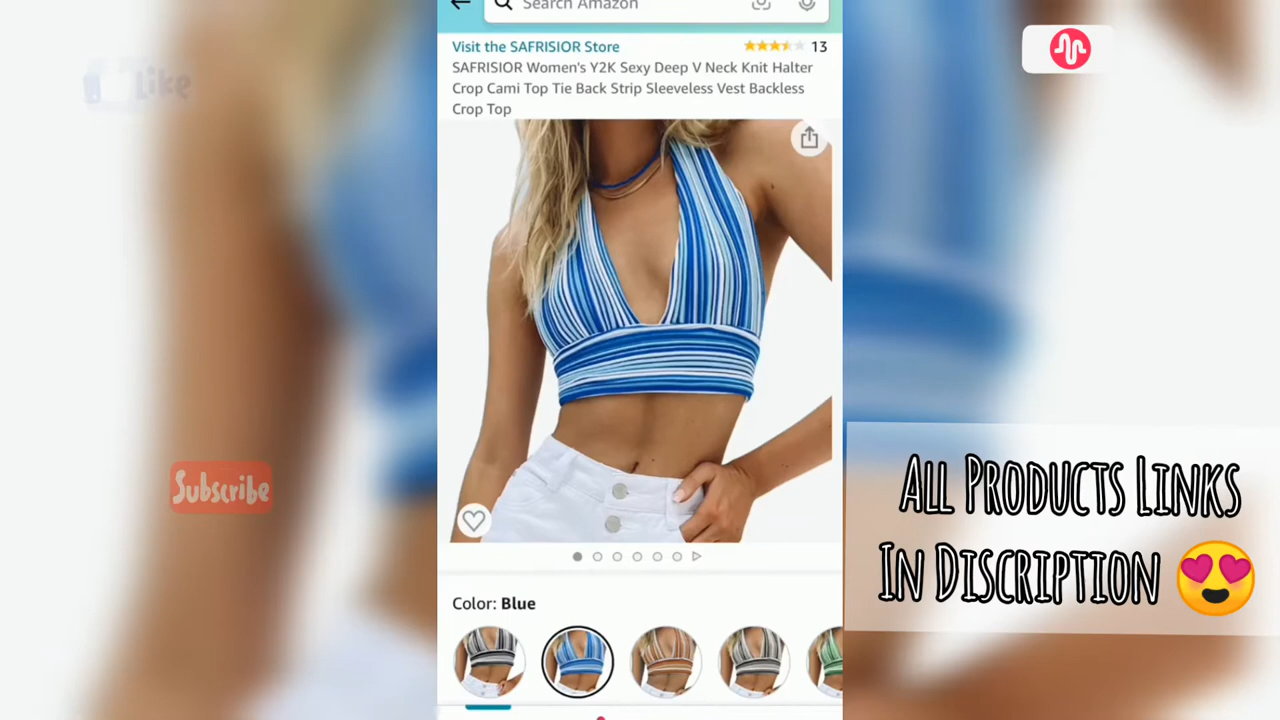 Search Amazon
Visit the SAFRISIOR Store
13
SAFRISIOR Women's Y2K Sexy Deep V Neck Knit Halter
Crop Cami Top Tie Back Strip Sleeveless Vest Backless
Crop Top
Like
Subscribe
All Products Links
In Discription 😍
Color: Blue